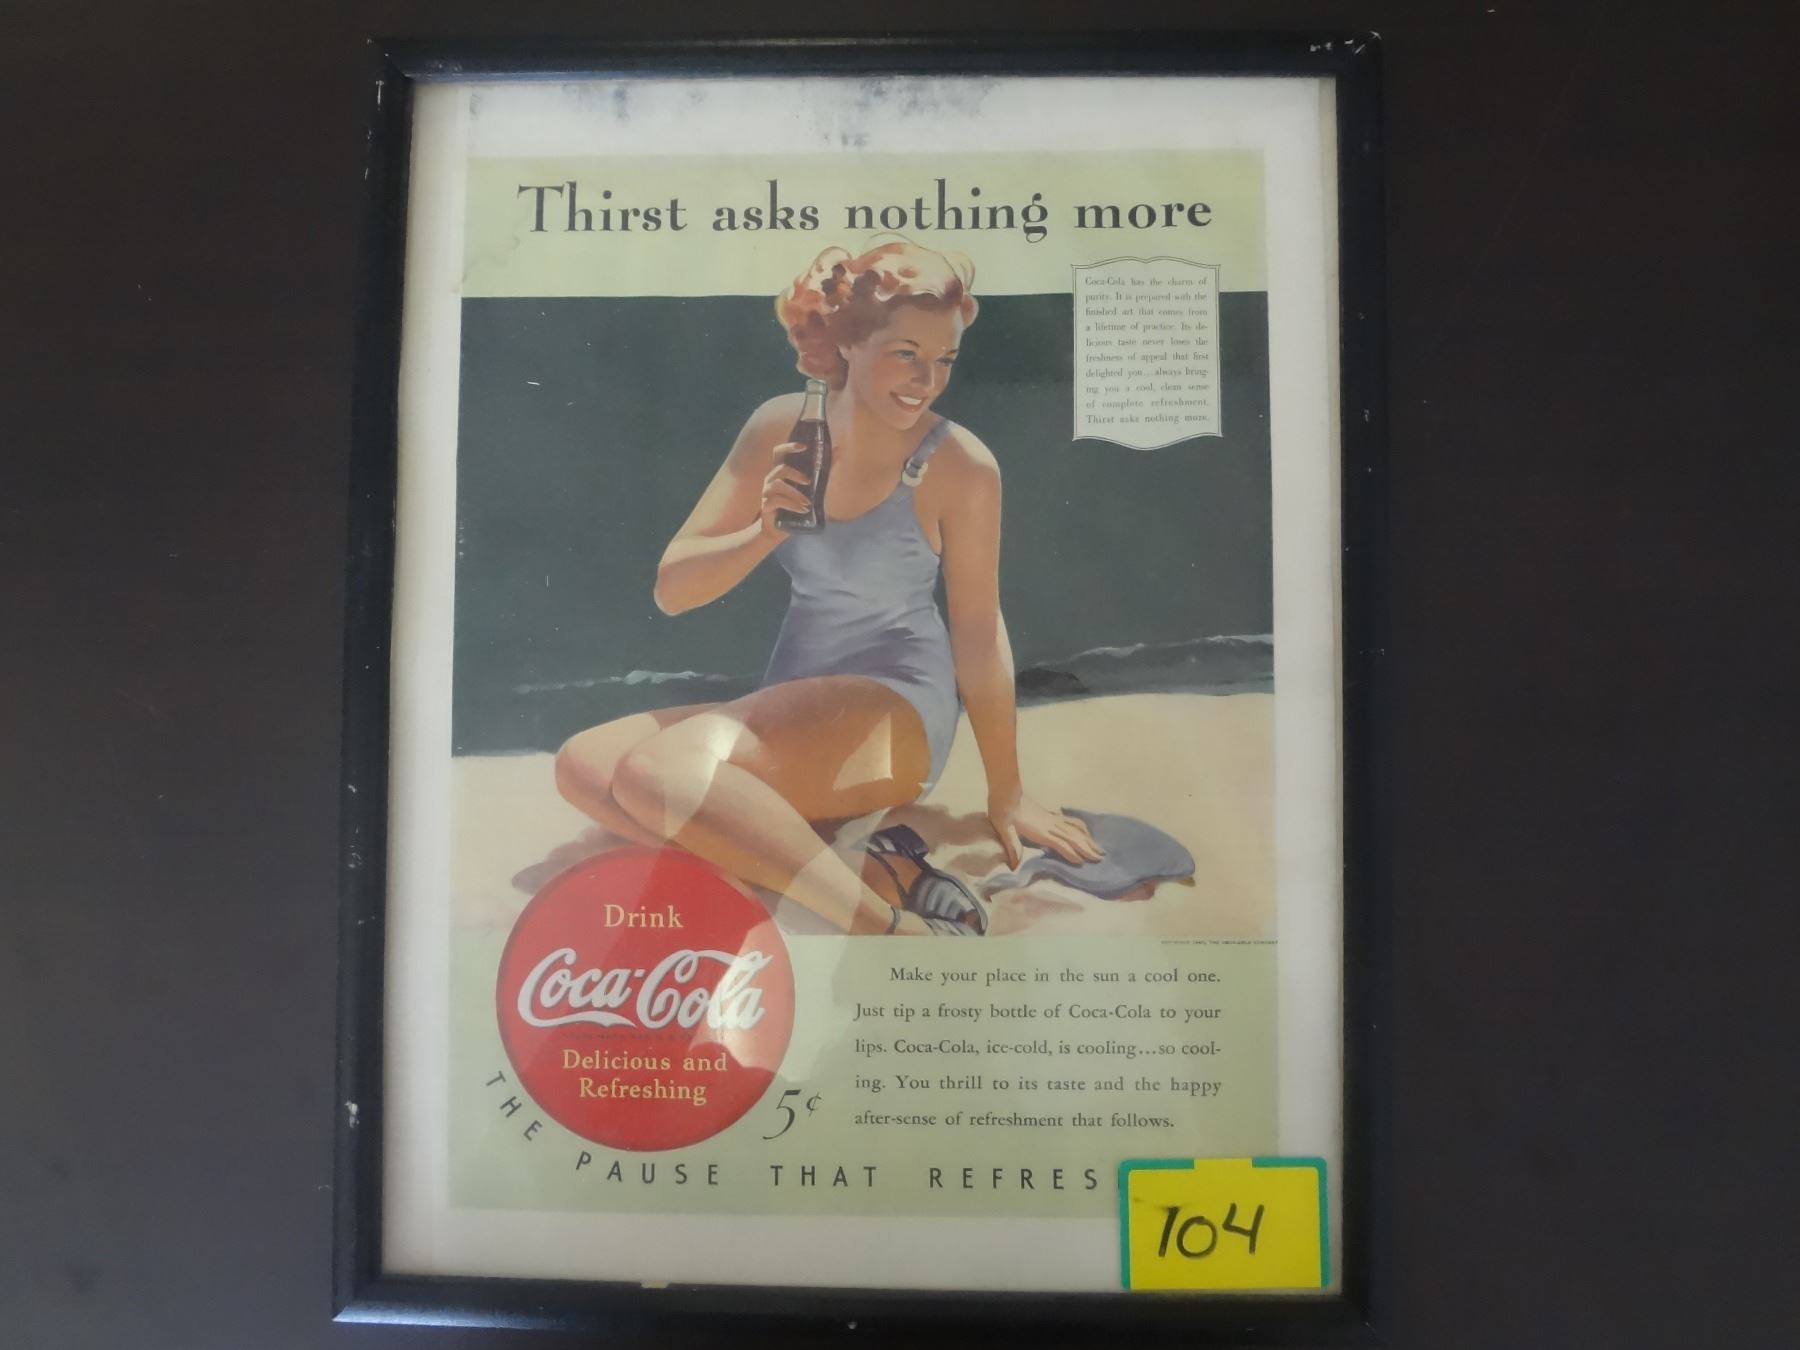 Thirst asks nothing more
Coca-Cola has the charm of
purity. It is prepared with the
finished art that comes from
a lifetime of practice. Its de-
licious taste never loses the
freshness of appeal that first
delighted you...always bring-
ing you a cool, clean sense
of complete refreshment.
Thirst asks nothing more.
Drink
Coca-Cola
Delicious and
Refreshing
5¢
Make your place in the sun a cool one.
Just tip a frosty bottle of Coca-Cola to your
lips. Coca-Cola, ice-cold, is cooling...so cool-
ing. You thrill to its taste and the happy
after-sense of refreshment that follows.
THE PAUSE THAT REFRES
104